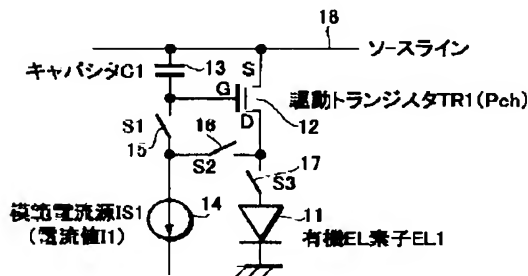 18
ソースライン
キャパシタC1
13
S
G
D
12
駆動トランジスタTR1(Pch)
S1
15
16
S2
17
S3
模範電流源IS1
(電流値I1)
14
11
有機EL素子EL1